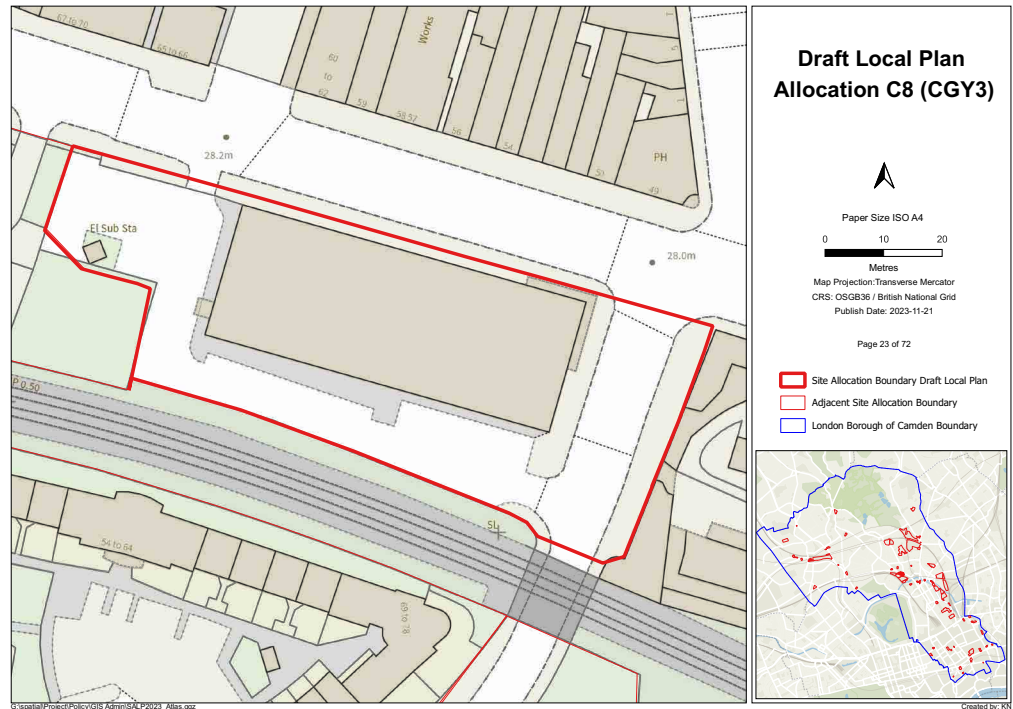 67 to 70
65 to 66
Works
60
to
62
59
58 57
56
54
53
49
PH
28.2m
28.0m
El Sub Sta
P 0.50
SL
54 to 64
69 to 78
G:\spatial\Project\Policy\GIS Admin\SALP2023_Atlas.qgz
Draft Local Plan
Allocation C8 (CGY3)
Paper Size ISO A4
0 10 20
Metres
Map Projection:Transverse Mercator
CRS: OSGB36 / British National Grid
Publish Date: 2023-11-21
Page 23 of 72
Site Allocation Boundary Draft Local Plan
Adjacent Site Allocation Boundary
London Borough of Camden Boundary
Created by: KN